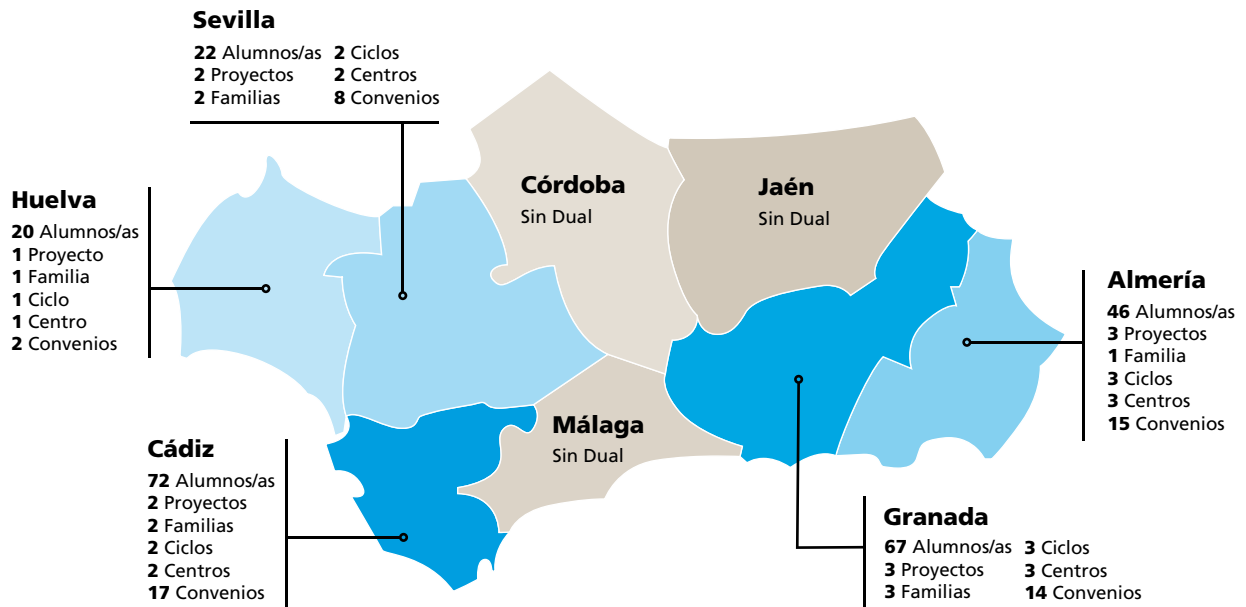 Sevilla
22 Alumnos/as 2 Ciclos
2 Proyectos 2 Centros
2 Familias 8 Convenios
Córdoba
Sin Dual
Jaén
Sin Dual
Huelva
20 Alumnos/as
1 Proyecto
1 Familia
1 Ciclo
1 Centro
2 Convenios
Almería
46 Alumnos/as
3 Proyectos
1 Familia
3 Ciclos
3 Centros
15 Convenios
Málaga
Sin Dual
Cádiz
72 Alumnos/as
2 Proyectos
2 Familias
2 Ciclos
2 Centros
17 Convenios
Granada
67 Alumnos/as 3 Ciclos
3 Proyectos 3 Centros
3 Familias 14 Convenios